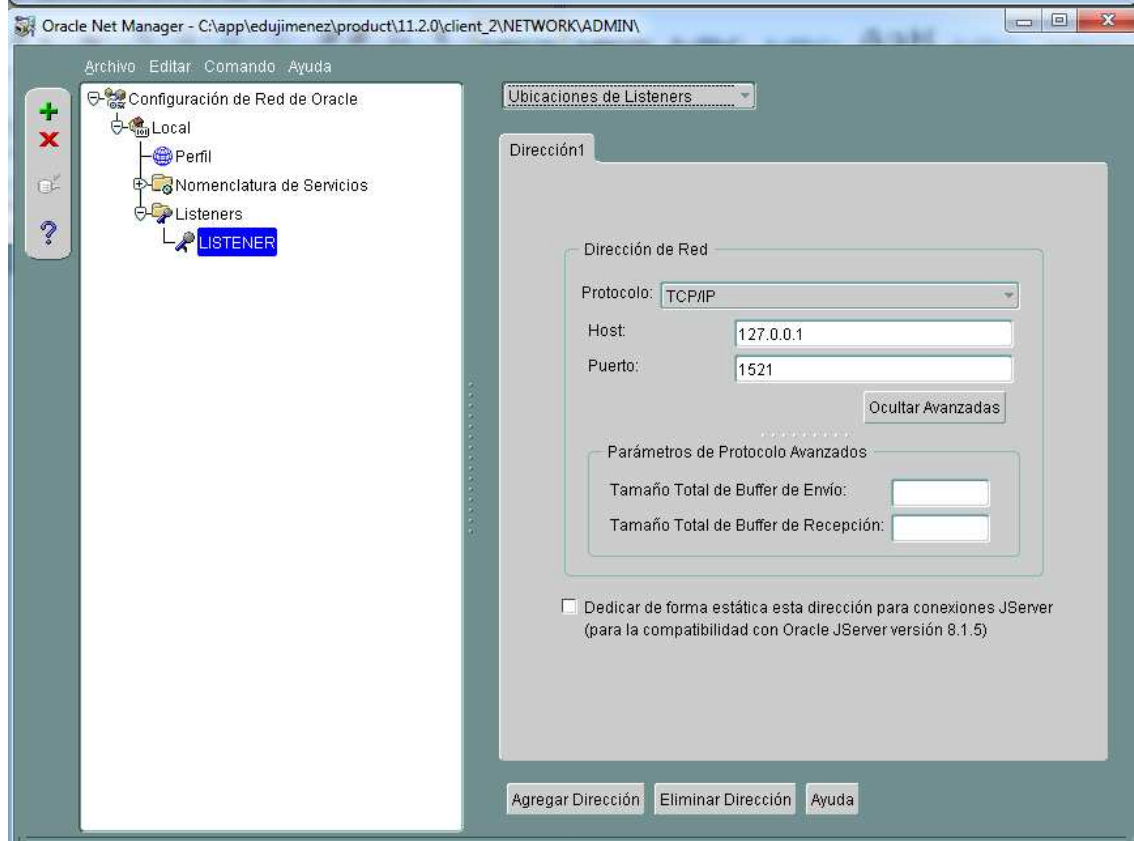 Oracle Net Manager - C:\app\edujimenez\product\11.2.0\client_2\NETWORK\ADMIN\
Archivo Editar Comando Ayuda
Configuración de Red de Oracle
Local
Perfil
Nomenclatura de Servicios
Listeners
LISTENER
Ubicaciones de Listeners
Dirección1
Dirección de Red
Protocolo: TCP/IP
Host: 127.0.0.1
Puerto: 1521
Ocultar Avanzadas
Parámetros de Protocolo Avanzados
Tamaño Total de Buffer de Envío:
Tamaño Total de Buffer de Recepción:
Dedicar de forma estática esta dirección para conexiones JServer
(para la compatibilidad con Oracle JServer versión 8.1.5)
Agregar Dirección Eliminar Dirección Ayuda